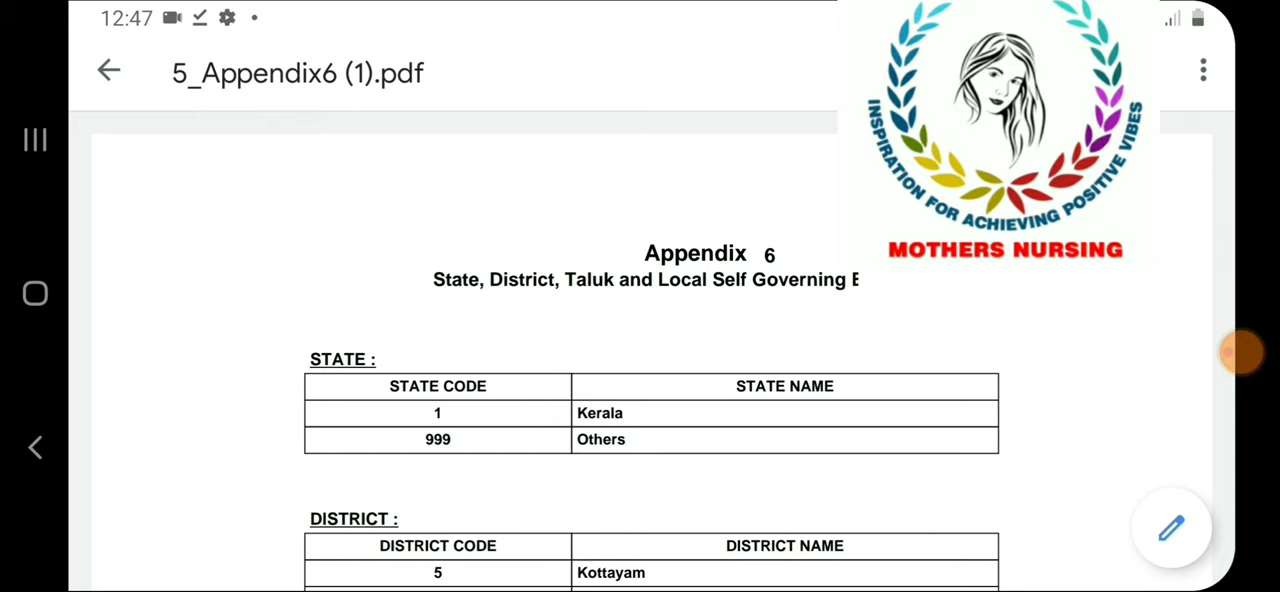 12:47
5_Appendix6 (1).pdf
INSPIRATION FOR ACHIEVING POSITIVE VIBES
MOTHERS NURSING
Appendix 6
State, District, Taluk and Local Self Governing
STATE :
STATE CODE STATE NAME
1 Kerala
999 Others
DISTRICT :
DISTRICT CODE DISTRICT NAME
5 Kottayam